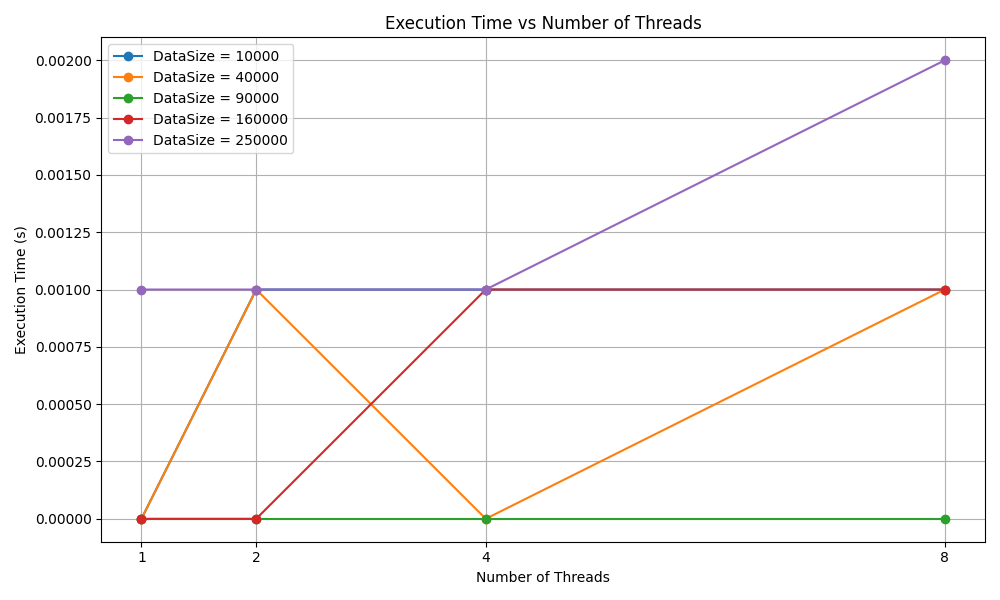 Execution Time vs Number of Threads
DataSize = 10000
DataSize = 40000
DataSize = 90000
DataSize = 160000
DataSize = 250000
Execution Time (s)
0.00200
0.00175
0.00150
0.00125
0.00100
0.00075
0.00050
0.00025
0.00000
1 2 4 8
Number of Threads